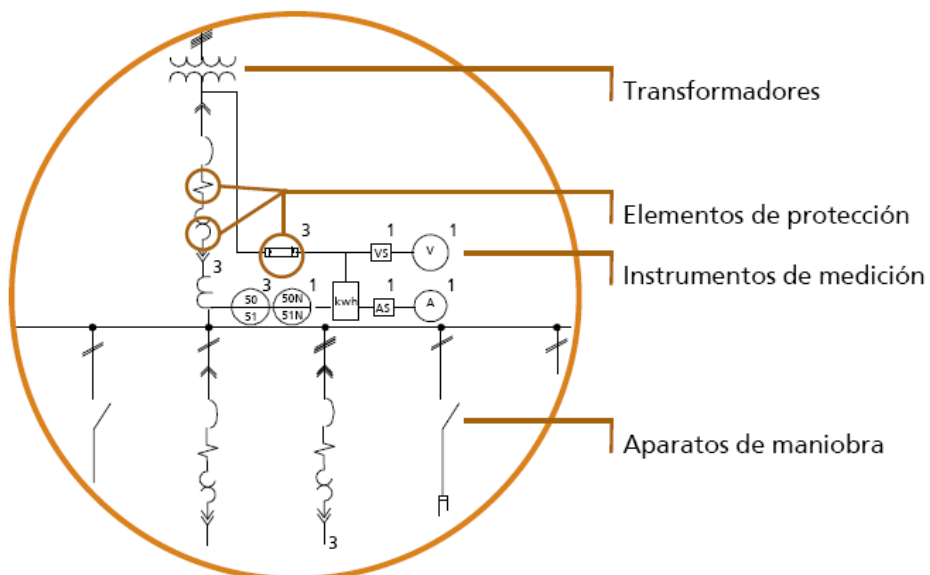 Transformadores
Elementos de protección
3 1 1
VS V
Instrumentos de medición
3 3 1 1 1
50 50N kwh AS A
51 51N
Aparatos de maniobra
3